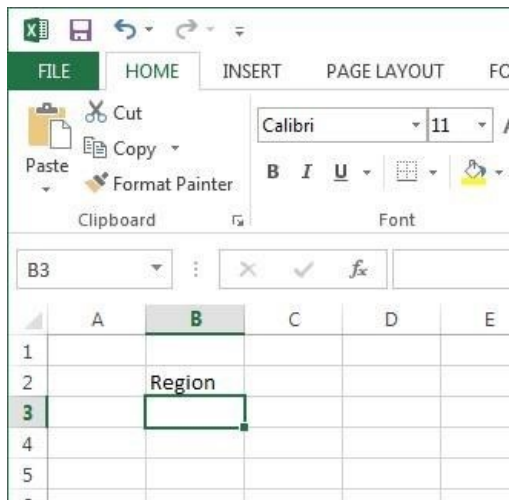 FILE HOME INSERT PAGE LAYOUT FO
Cut
Calibri 11
Copy
Paste
B I U
Format Painter
Clipboard Font
B3 fx
A B C D E
1
2 Region
3
4
5